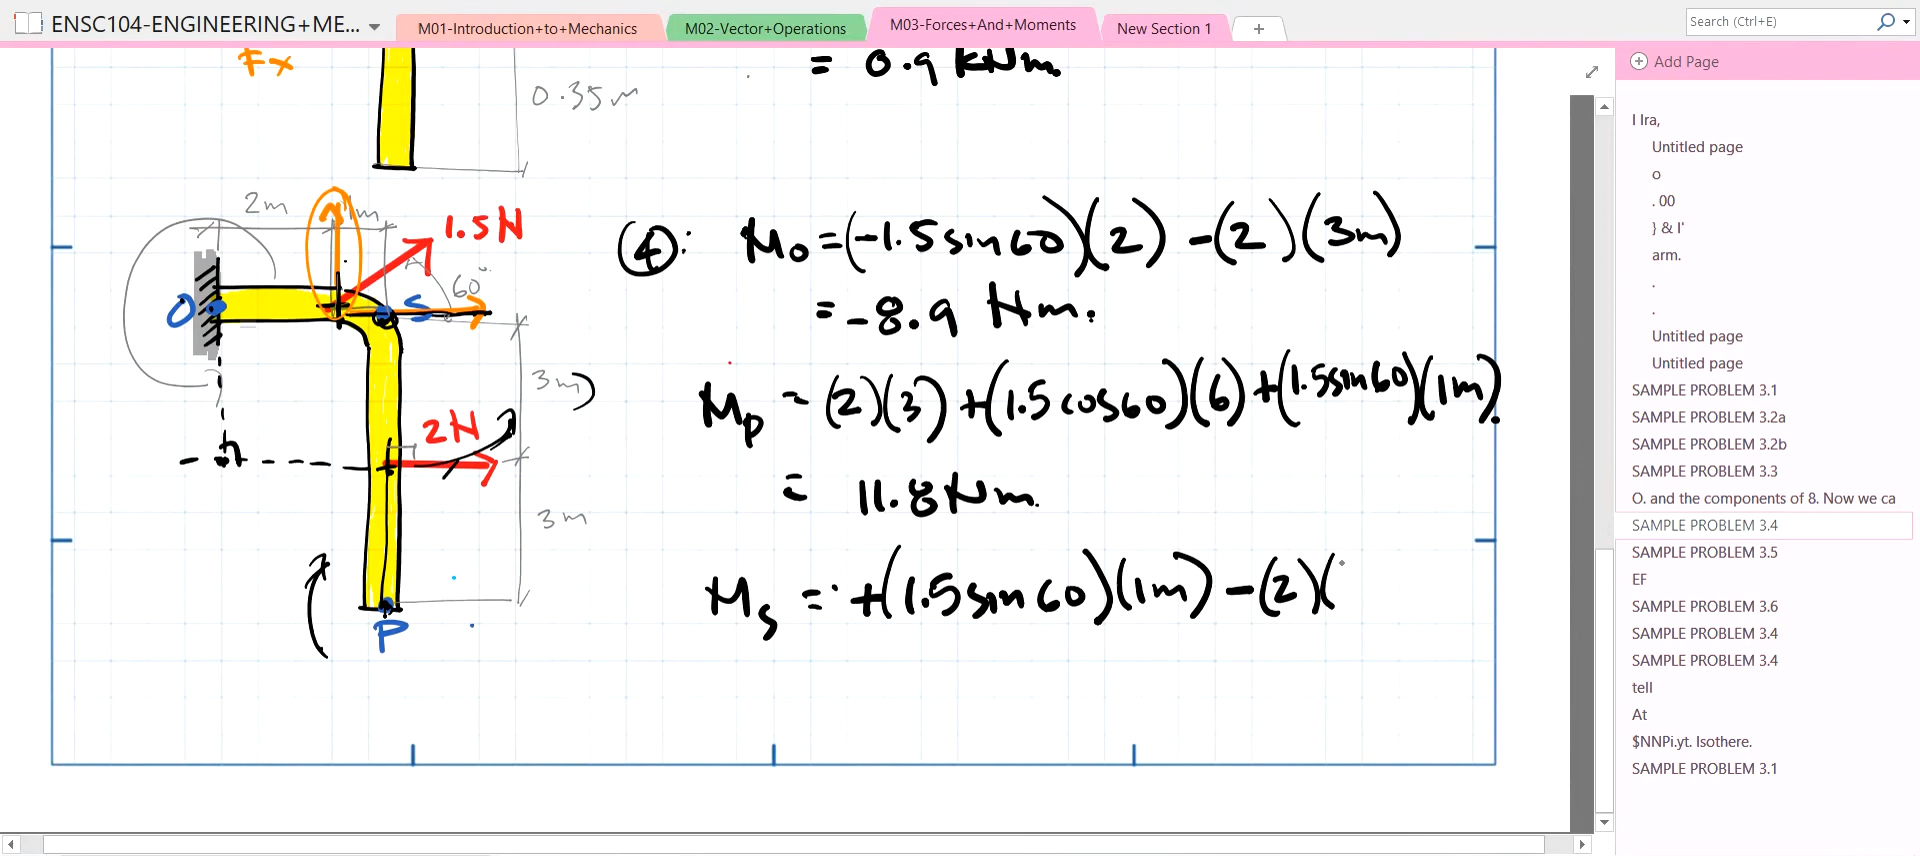 ENSC104-ENGINEERING+ME...
M01-Introduction+to+Mechanics
M02-Vector+Operations
M03-Forces+And+Moments
New Section 1
+
Search (Ctrl+E)
Fx
= 0.9 kNm.
0.35m
2m
1m
1.5N
60°
O
S
3m
2N
h
3m
P
④: Mo = (-1.5sin60)(2) - (2)(3m)
= -8.9 Nm.
Mp = (2)(3) + (1.5cos60)(6) + (1.5sin60)(1m).
= 11.8Nm.
Ms = +(1.5sin60)(1m) - (2)(
Add Page
I Ira,
Untitled page
o
. 00
} & I'
arm.
.
.
Untitled page
Untitled page
SAMPLE PROBLEM 3.1
SAMPLE PROBLEM 3.2a
SAMPLE PROBLEM 3.2b
SAMPLE PROBLEM 3.3
O. and the components of 8. Now we ca
SAMPLE PROBLEM 3.4
SAMPLE PROBLEM 3.5
EF
SAMPLE PROBLEM 3.6
SAMPLE PROBLEM 3.4
SAMPLE PROBLEM 3.4
tell
At
$NNPi.yt. Isothere.
SAMPLE PROBLEM 3.1